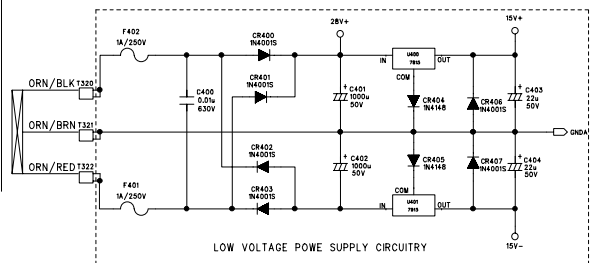 F402
1A/250V
CR400
1N4001S
28V+
15V+
CR401
1N4001S
IN
U400
7815
OUT
COM
ORN/BLK
T320
C400
0.01u
630V
C401
1000u
50V
CR404
1N4148
CR406
1N4001S
C403
22u
50V
ORN/BRN
T321
GNDA
CR402
1N4001S
C402
1000u
50V
CR405
1N4148
CR407
1N4001S
C404
22u
50V
ORN/RED
T322
F401
1A/250V
CR403
1N4001S
COM
IN
U401
OUT
15V-
LOW VOLTAGE POWE SUPPLY CIRCUITRY